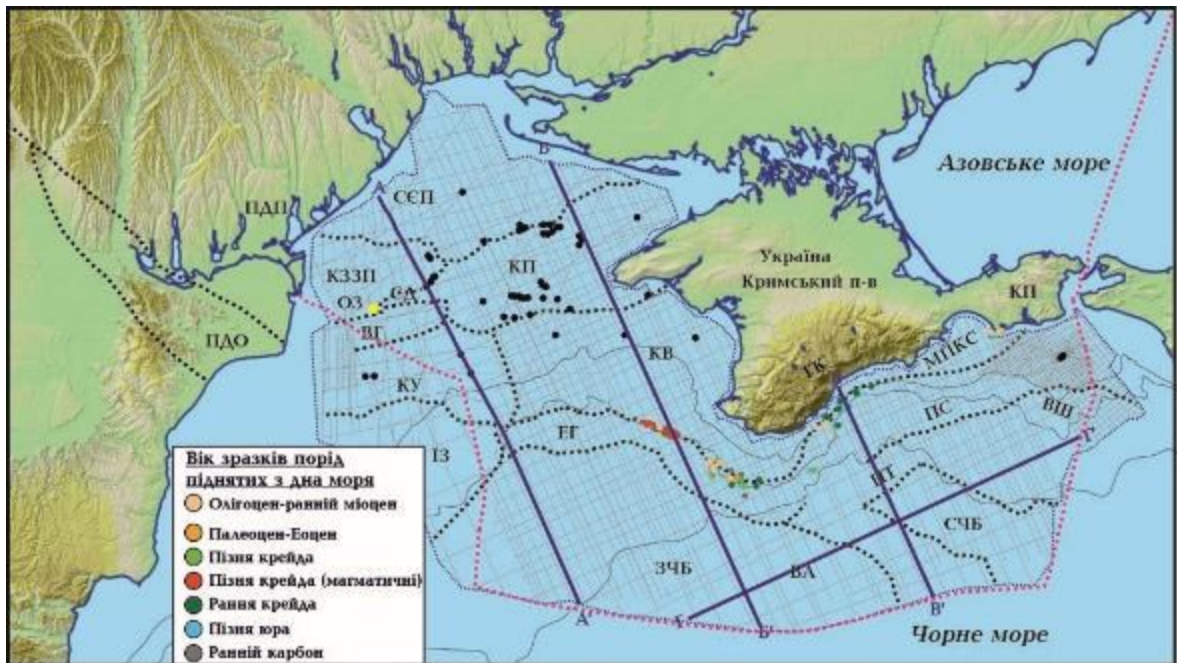 Азовське море
Б
А
СЄП
ПДП
Україна
Кримський п-в
КЗЗП
КП
КП
ОЗ
СД
ВГ
ПДО
КВ
МПКС
ГК
КУ
ПС
ВШ
ЄГ
Г'
ІЗ
ПТ
СЧБ
ЗЧБ
ВА
А'
Г
Б'
В'
Чорне море
Вік зразків порід
піднятих з дна моря
Олігоцен-ранній міоцен
Палеоцен-Еоцен
Пізня крейда
Пізня крейда (магматичні)
Рання крейда
Пізня юра
Ранній карбон